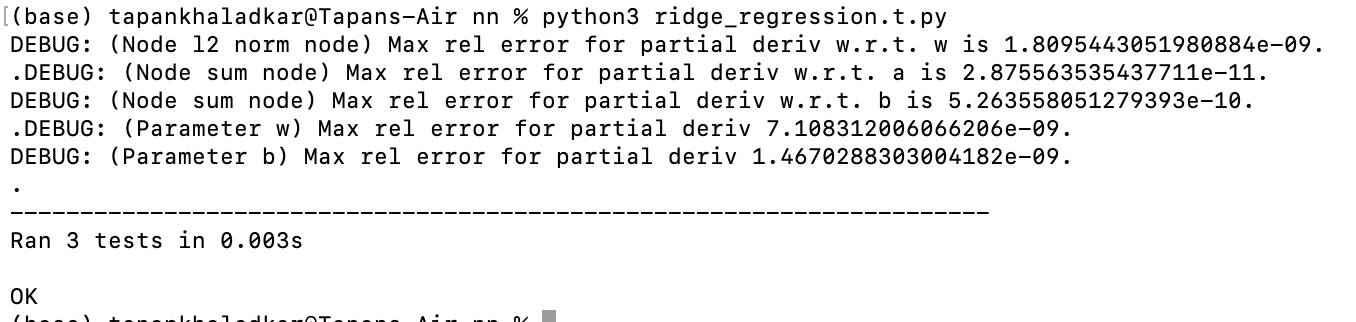 (base) tapankhaladkar@Tapans-Air nn % python3 ridge_regression.t.py
DEBUG: (Node l2 norm node) Max rel error for partial deriv w.r.t. w is 1.8095443051980884e-09.
.DEBUG: (Node sum node) Max rel error for partial deriv w.r.t. a is 2.875563535437711e-11.
DEBUG: (Node sum node) Max rel error for partial deriv w.r.t. b is 5.263558051279393e-10.
.DEBUG: (Parameter w) Max rel error for partial deriv 7.108312006066206e-09.
DEBUG: (Parameter b) Max rel error for partial deriv 1.4670288303004182e-09.
.
----------------------------------------------------------------------
Ran 3 tests in 0.003s
OK
(base) tapankhaladkar@Tapans-Air nn %